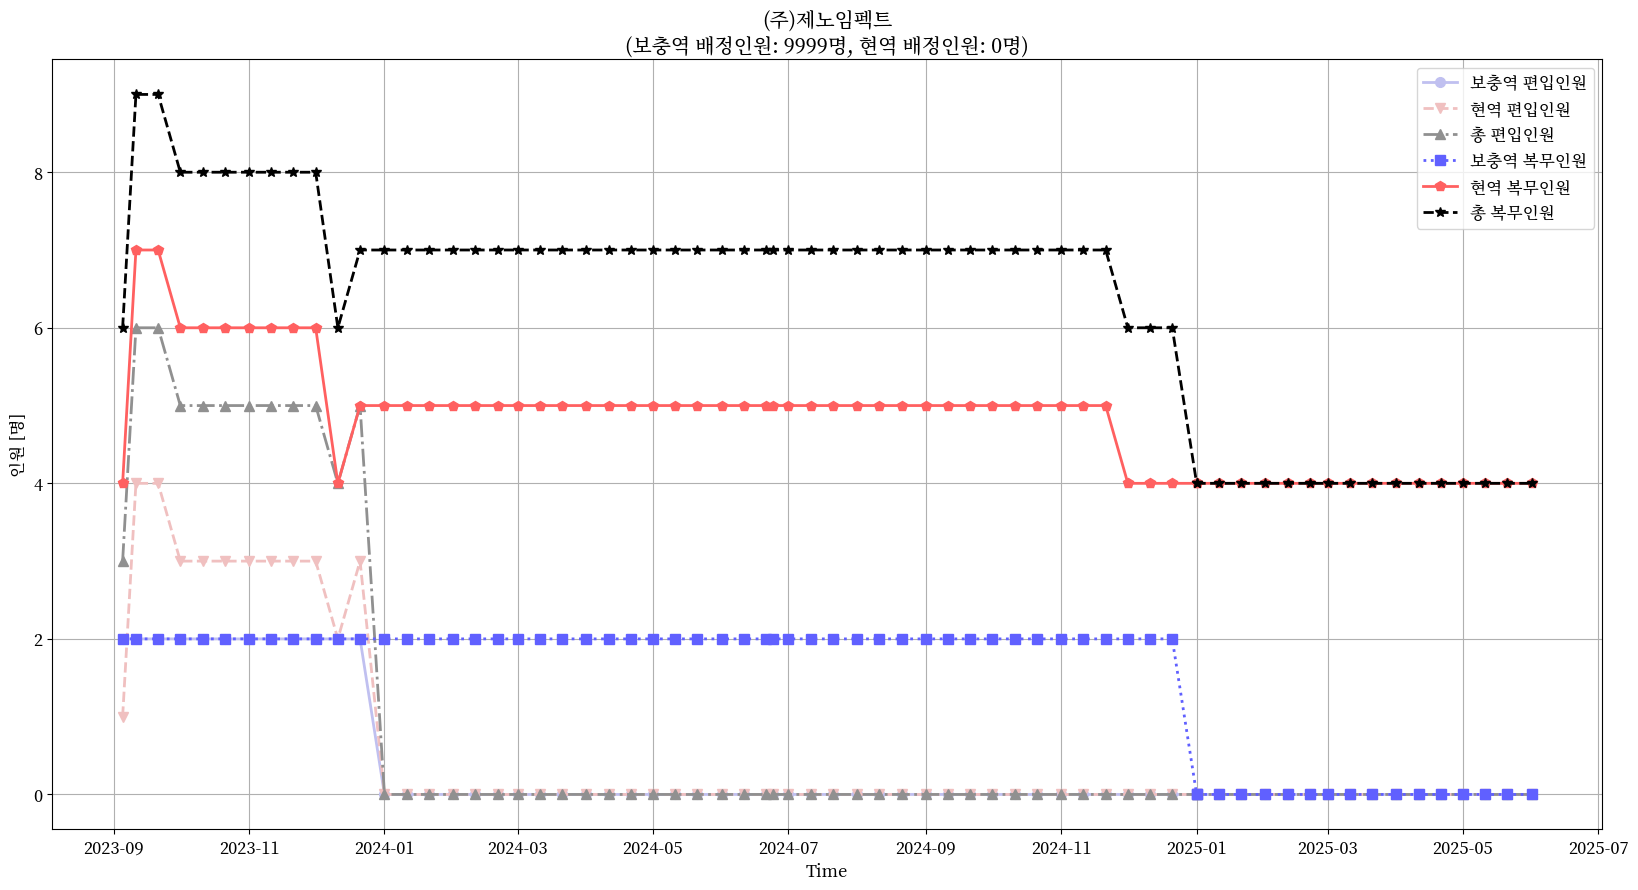 (주)제노임펙트
(보충역 배정인원: 9999명, 현역 배정인원: 0명)
보충역 편입인원
현역 편입인원
총 편입인원
보충역 복무인원
현역 복무인원
총 복무인원
인원 [명]
8
6
4
2
0
2023-09 2023-11 2024-01 2024-03 2024-05 2024-07 2024-09 2024-11 2025-01 2025-03 2025-05 2025-07
Time